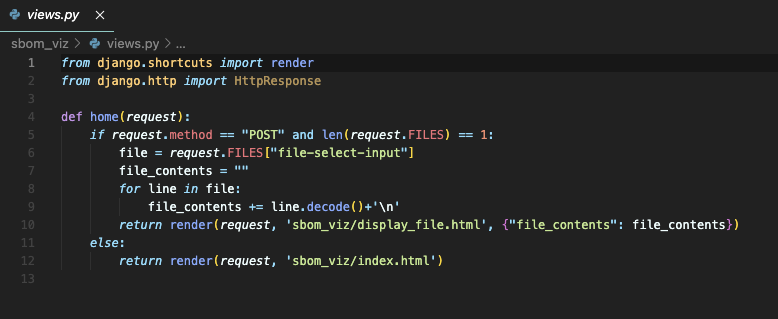 views.py ×
sbom_viz > views.py > ...
1 from django.shortcuts import render
2 from django.http import HttpResponse
3
4 def home(request):
5     if request.method == "POST" and len(request.FILES) == 1:
6         file = request.FILES["file-select-input"]
7         file_contents = ""
8         for line in file:
9             file_contents += line.decode()+'\n'
10         return render(request, 'sbom_viz/display_file.html', {"file_contents": file_contents})
11     else:
12         return render(request, 'sbom_viz/index.html')
13